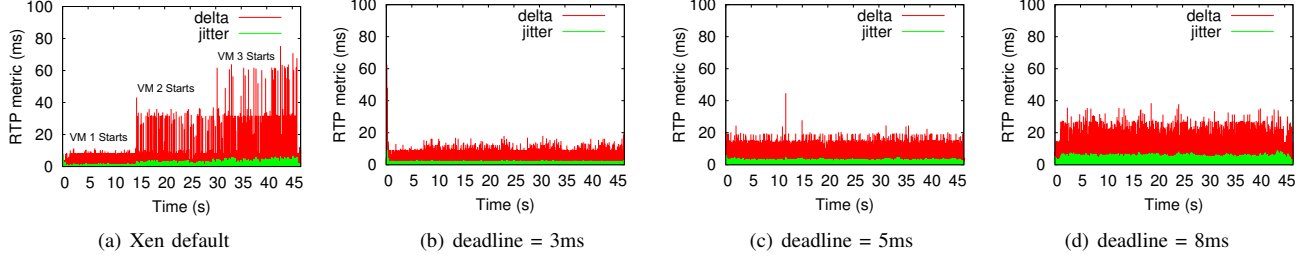 100
80
60
40
20
0
RTP metric (ms)
delta
jitter
VM 1 Starts
VM 2 Starts
VM 3 Starts
0 5 10 15 20 25 30 35 40 45
Time (s)
(a) Xen default
100
80
60
40
20
0
RTP metric (ms)
delta
jitter
0 5 10 15 20 25 30 35 40 45
Time (s)
(b) deadline = 3ms
100
80
60
40
20
0
RTP metric (ms)
delta
jitter
0 5 10 15 20 25 30 35 40 45
Time (s)
(c) deadline = 5ms
100
80
60
40
20
0
RTP metric (ms)
delta
jitter
0 5 10 15 20 25 30 35 40 45
Time (s)
(d) deadline = 8ms